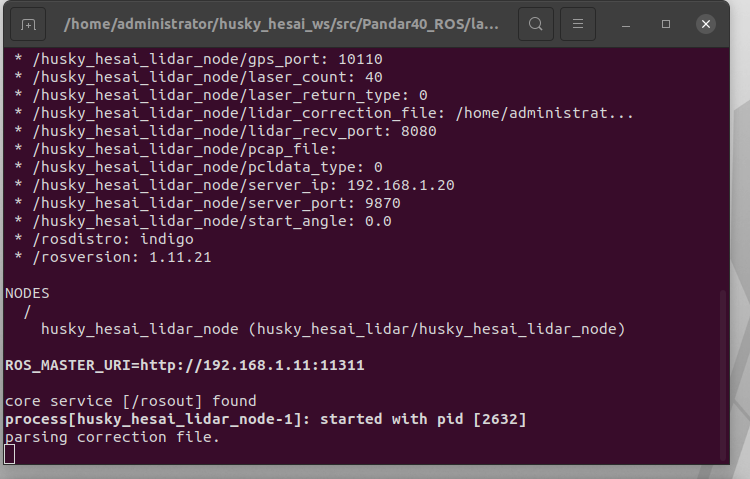 /home/administrator/husky_hesai_ws/src/Pandar40_ROS/la...
* /husky_hesai_lidar_node/gps_port: 10110
* /husky_hesai_lidar_node/laser_count: 40
* /husky_hesai_lidar_node/laser_return_type: 0
* /husky_hesai_lidar_node/lidar_correction_file: /home/administrat...
* /husky_hesai_lidar_node/lidar_recv_port: 8080
* /husky_hesai_lidar_node/pcap_file:
* /husky_hesai_lidar_node/pcldata_type: 0
* /husky_hesai_lidar_node/server_ip: 192.168.1.20
* /husky_hesai_lidar_node/server_port: 9870
* /husky_hesai_lidar_node/start_angle: 0.0
* /rosdistro: indigo
* /rosversion: 1.11.21
NODES
/
husky_hesai_lidar_node (husky_hesai_lidar/husky_hesai_lidar_node)
ROS_MASTER_URI=http://192.168.1.11:11311
core service [/rosout] found
process[husky_hesai_lidar_node-1]: started with pid [2632]
parsing correction file.